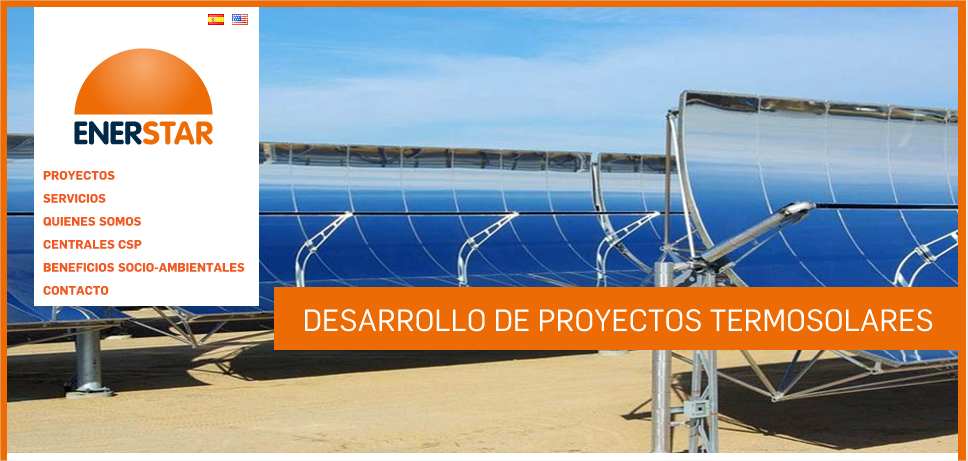 ENERSTAR
PROYECTOS
SERVICIOS
QUIENES SOMOS
CENTRALES CSP
BENEFICIOS SOCIO-AMBIENTALES
CONTACTO
DESARROLLO DE PROYECTOS TERMOSOLARES